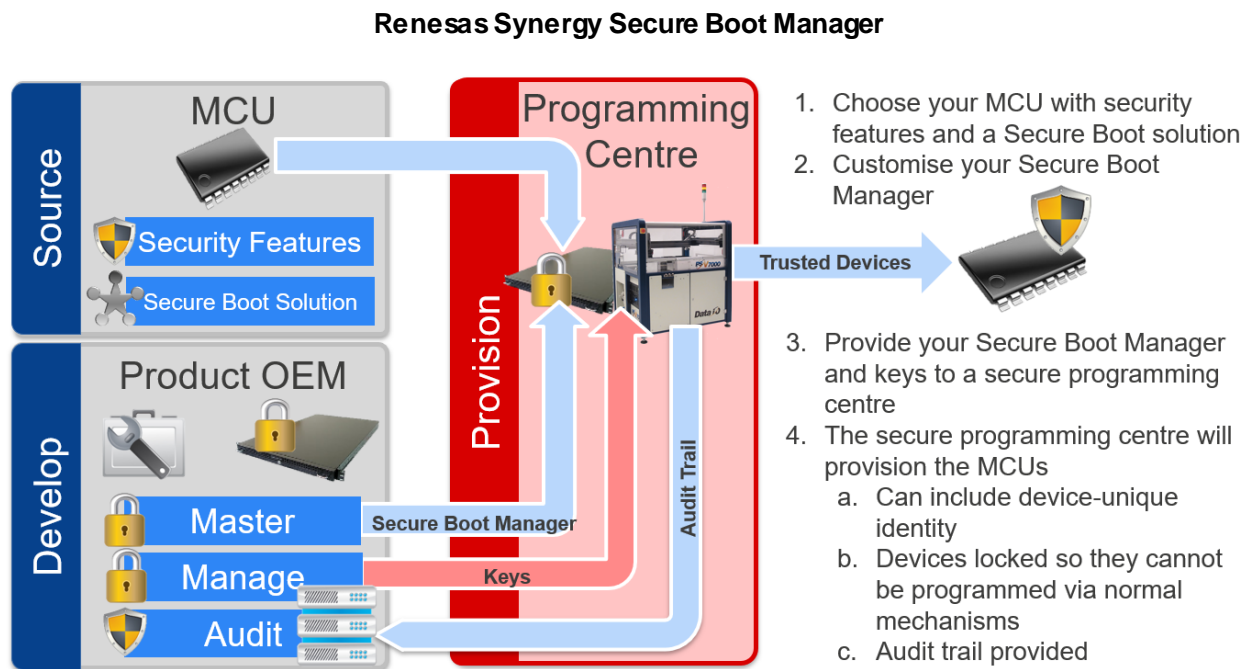 Renesas Synergy Secure Boot Manager
Source
MCU
Security Features
Secure Boot Solution
Develop
Product OEM
Master
Manage
Audit
Provision
Programming
Centre
Secure Boot Manager
Keys
Audit Trail
Trusted Devices
1. Choose your MCU with security
features and a Secure Boot solution
2. Customise your Secure Boot
Manager
3. Provide your Secure Boot Manager
and keys to a secure programming
centre
4. The secure programming centre will
provision the MCUs
a. Can include device-unique
identity
b. Devices locked so they cannot
be programmed via normal
mechanisms
c. Audit trail provided